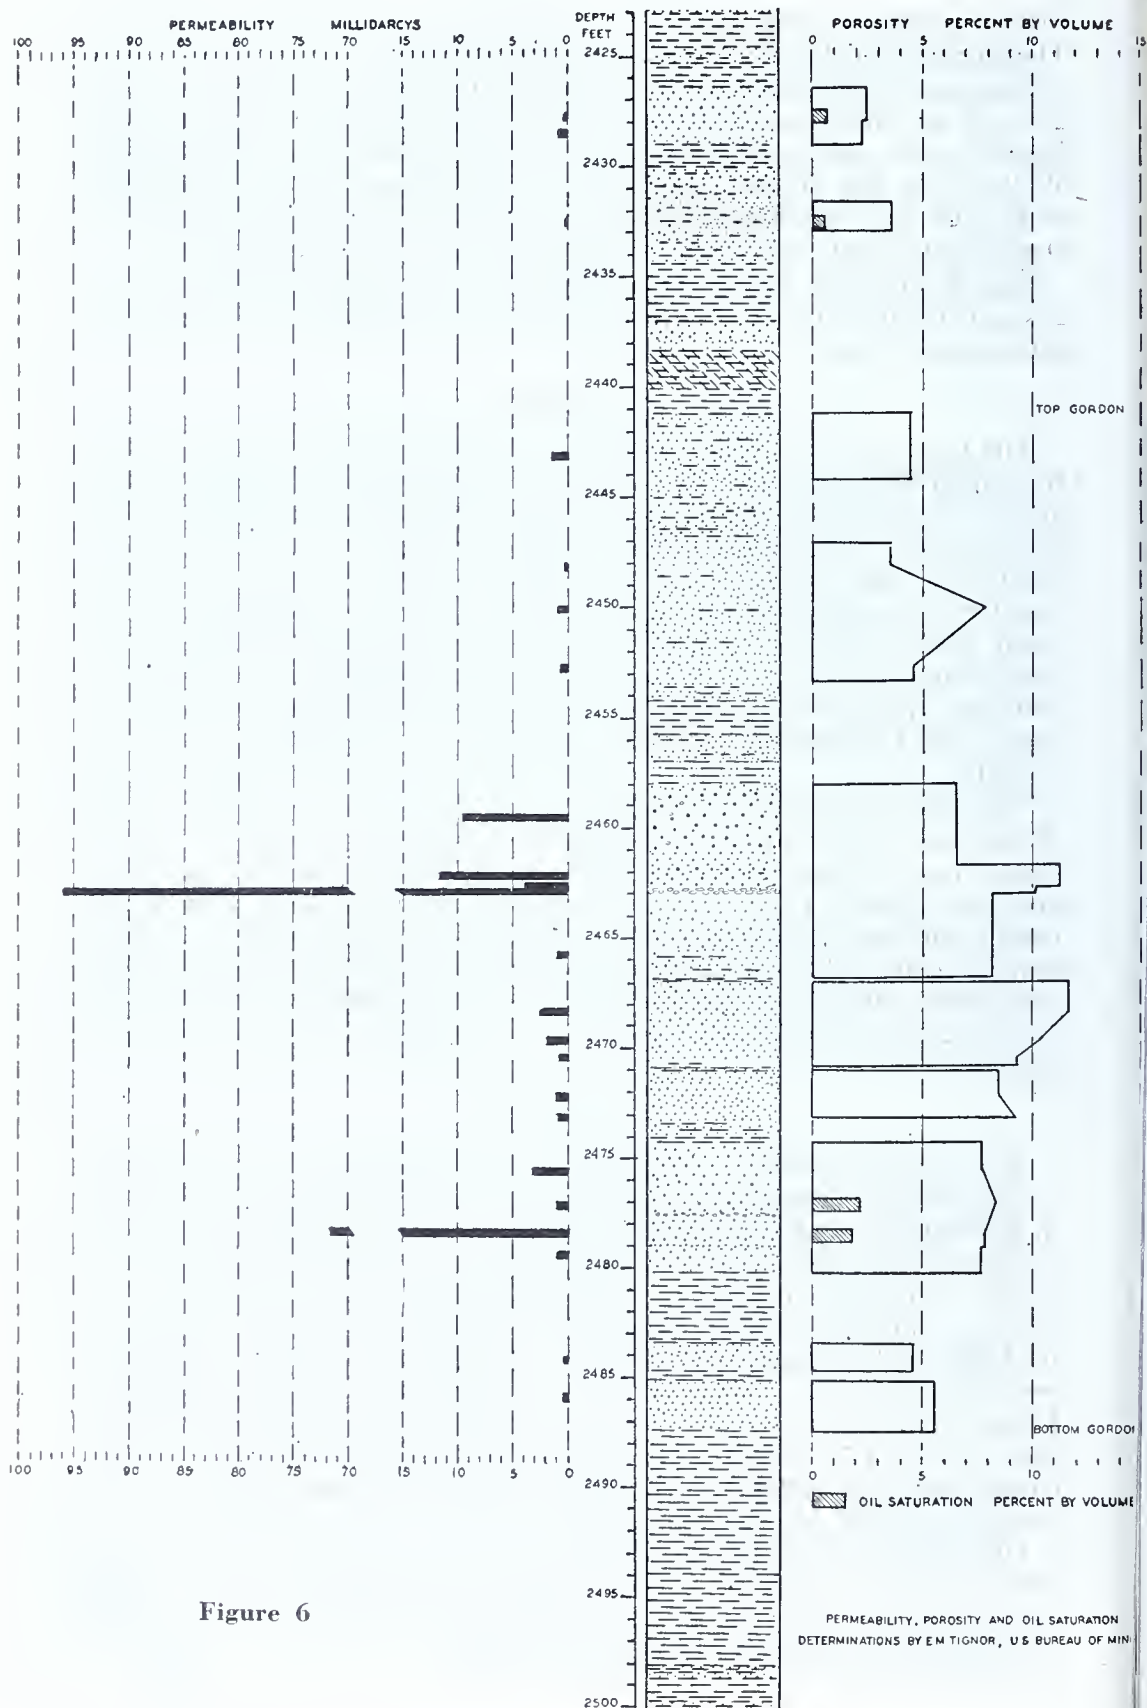 PERMEABILITY MILLIDARCYS
100 95 90 85 80 75 70 15 10 5 0
DEPTH
FEET
POROSITY PERCENT BY VOLUME
0 5 10 15
2425
2430
2435
2440
TOP GORDON
2445
2450
2455
2460
2465
2470
2475
2480
2485
BOTTOM GORDON
100 95 90 85 80 75 70 15 10 5 0
0 5 10
2490
OIL SATURATION PERCENT BY VOLUME
2495
Figure 6
PERMEABILITY, POROSITY AND OIL SATURATION
DETERMINATIONS BY E M TIGNOR, U S BUREAU OF MIN
2500